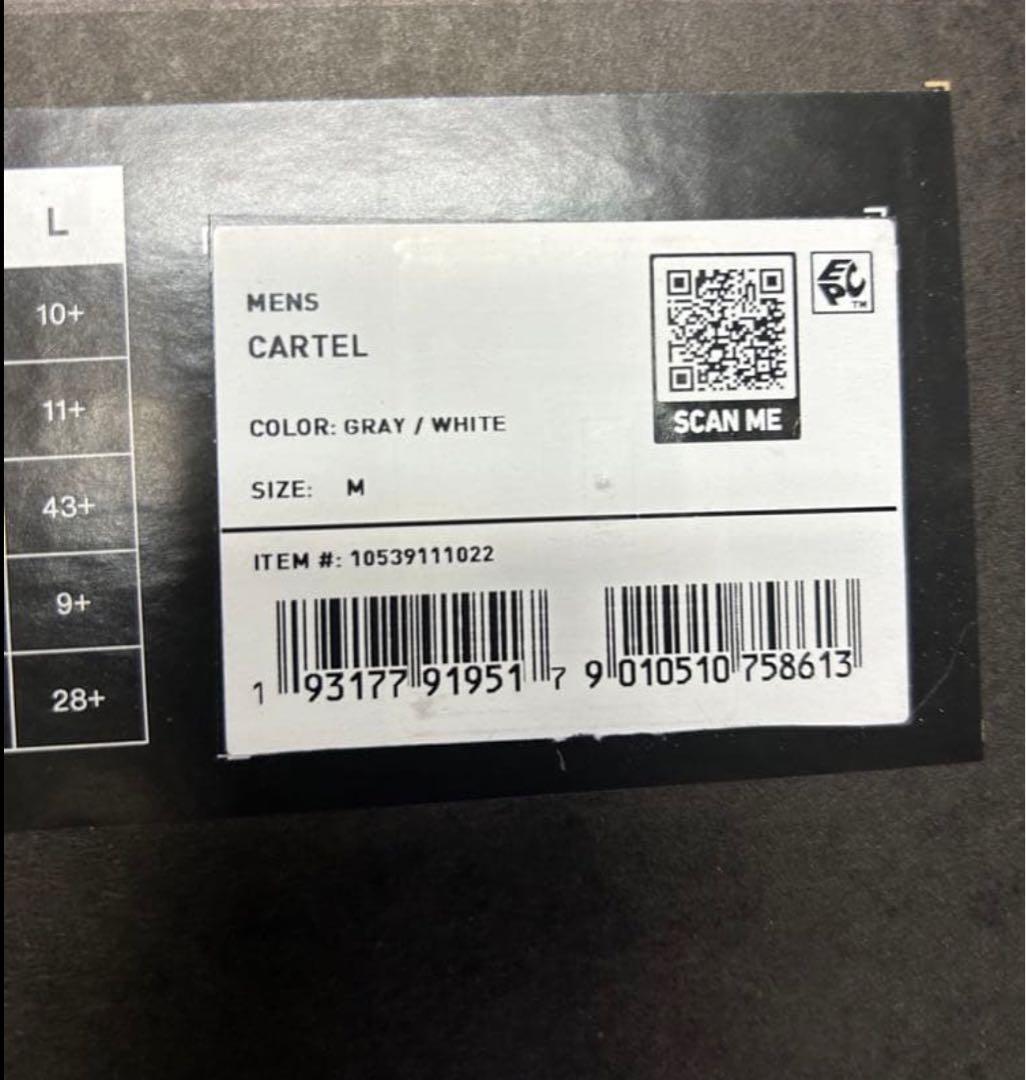 L
10+
11+
43+
9+
28+
MENS
CARTEL
COLOR: GRAY / WHITE
SIZE: M
SCAN ME
EPC™
ITEM #: 10539111022
1 93177 91951 7
9 010510 758613